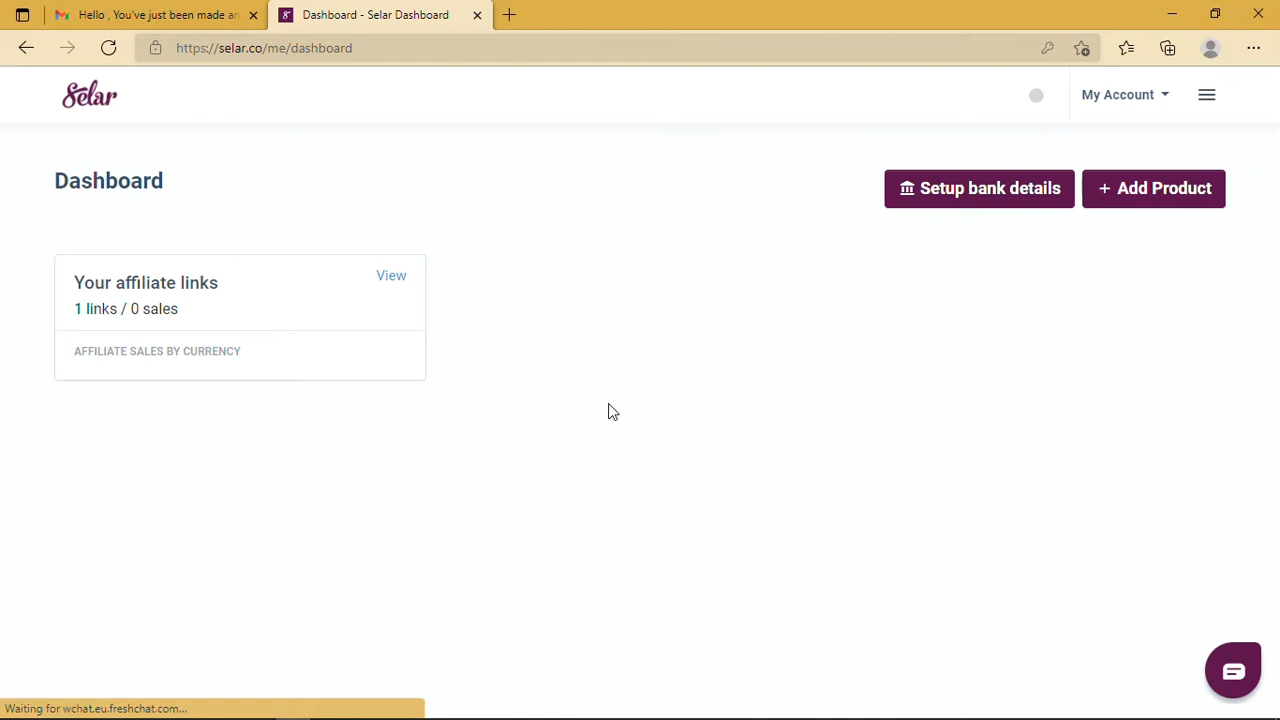 Hello , You've just been made an
Dashboard - Selar Dashboard
https://selar.co/me/dashboard
Selar
My Account
Dashboard
Setup bank details
+ Add Product
Your affiliate links
View
1 links / 0 sales
AFFILIATE SALES BY CURRENCY
Waiting for wchat.eu.freshchat.com...